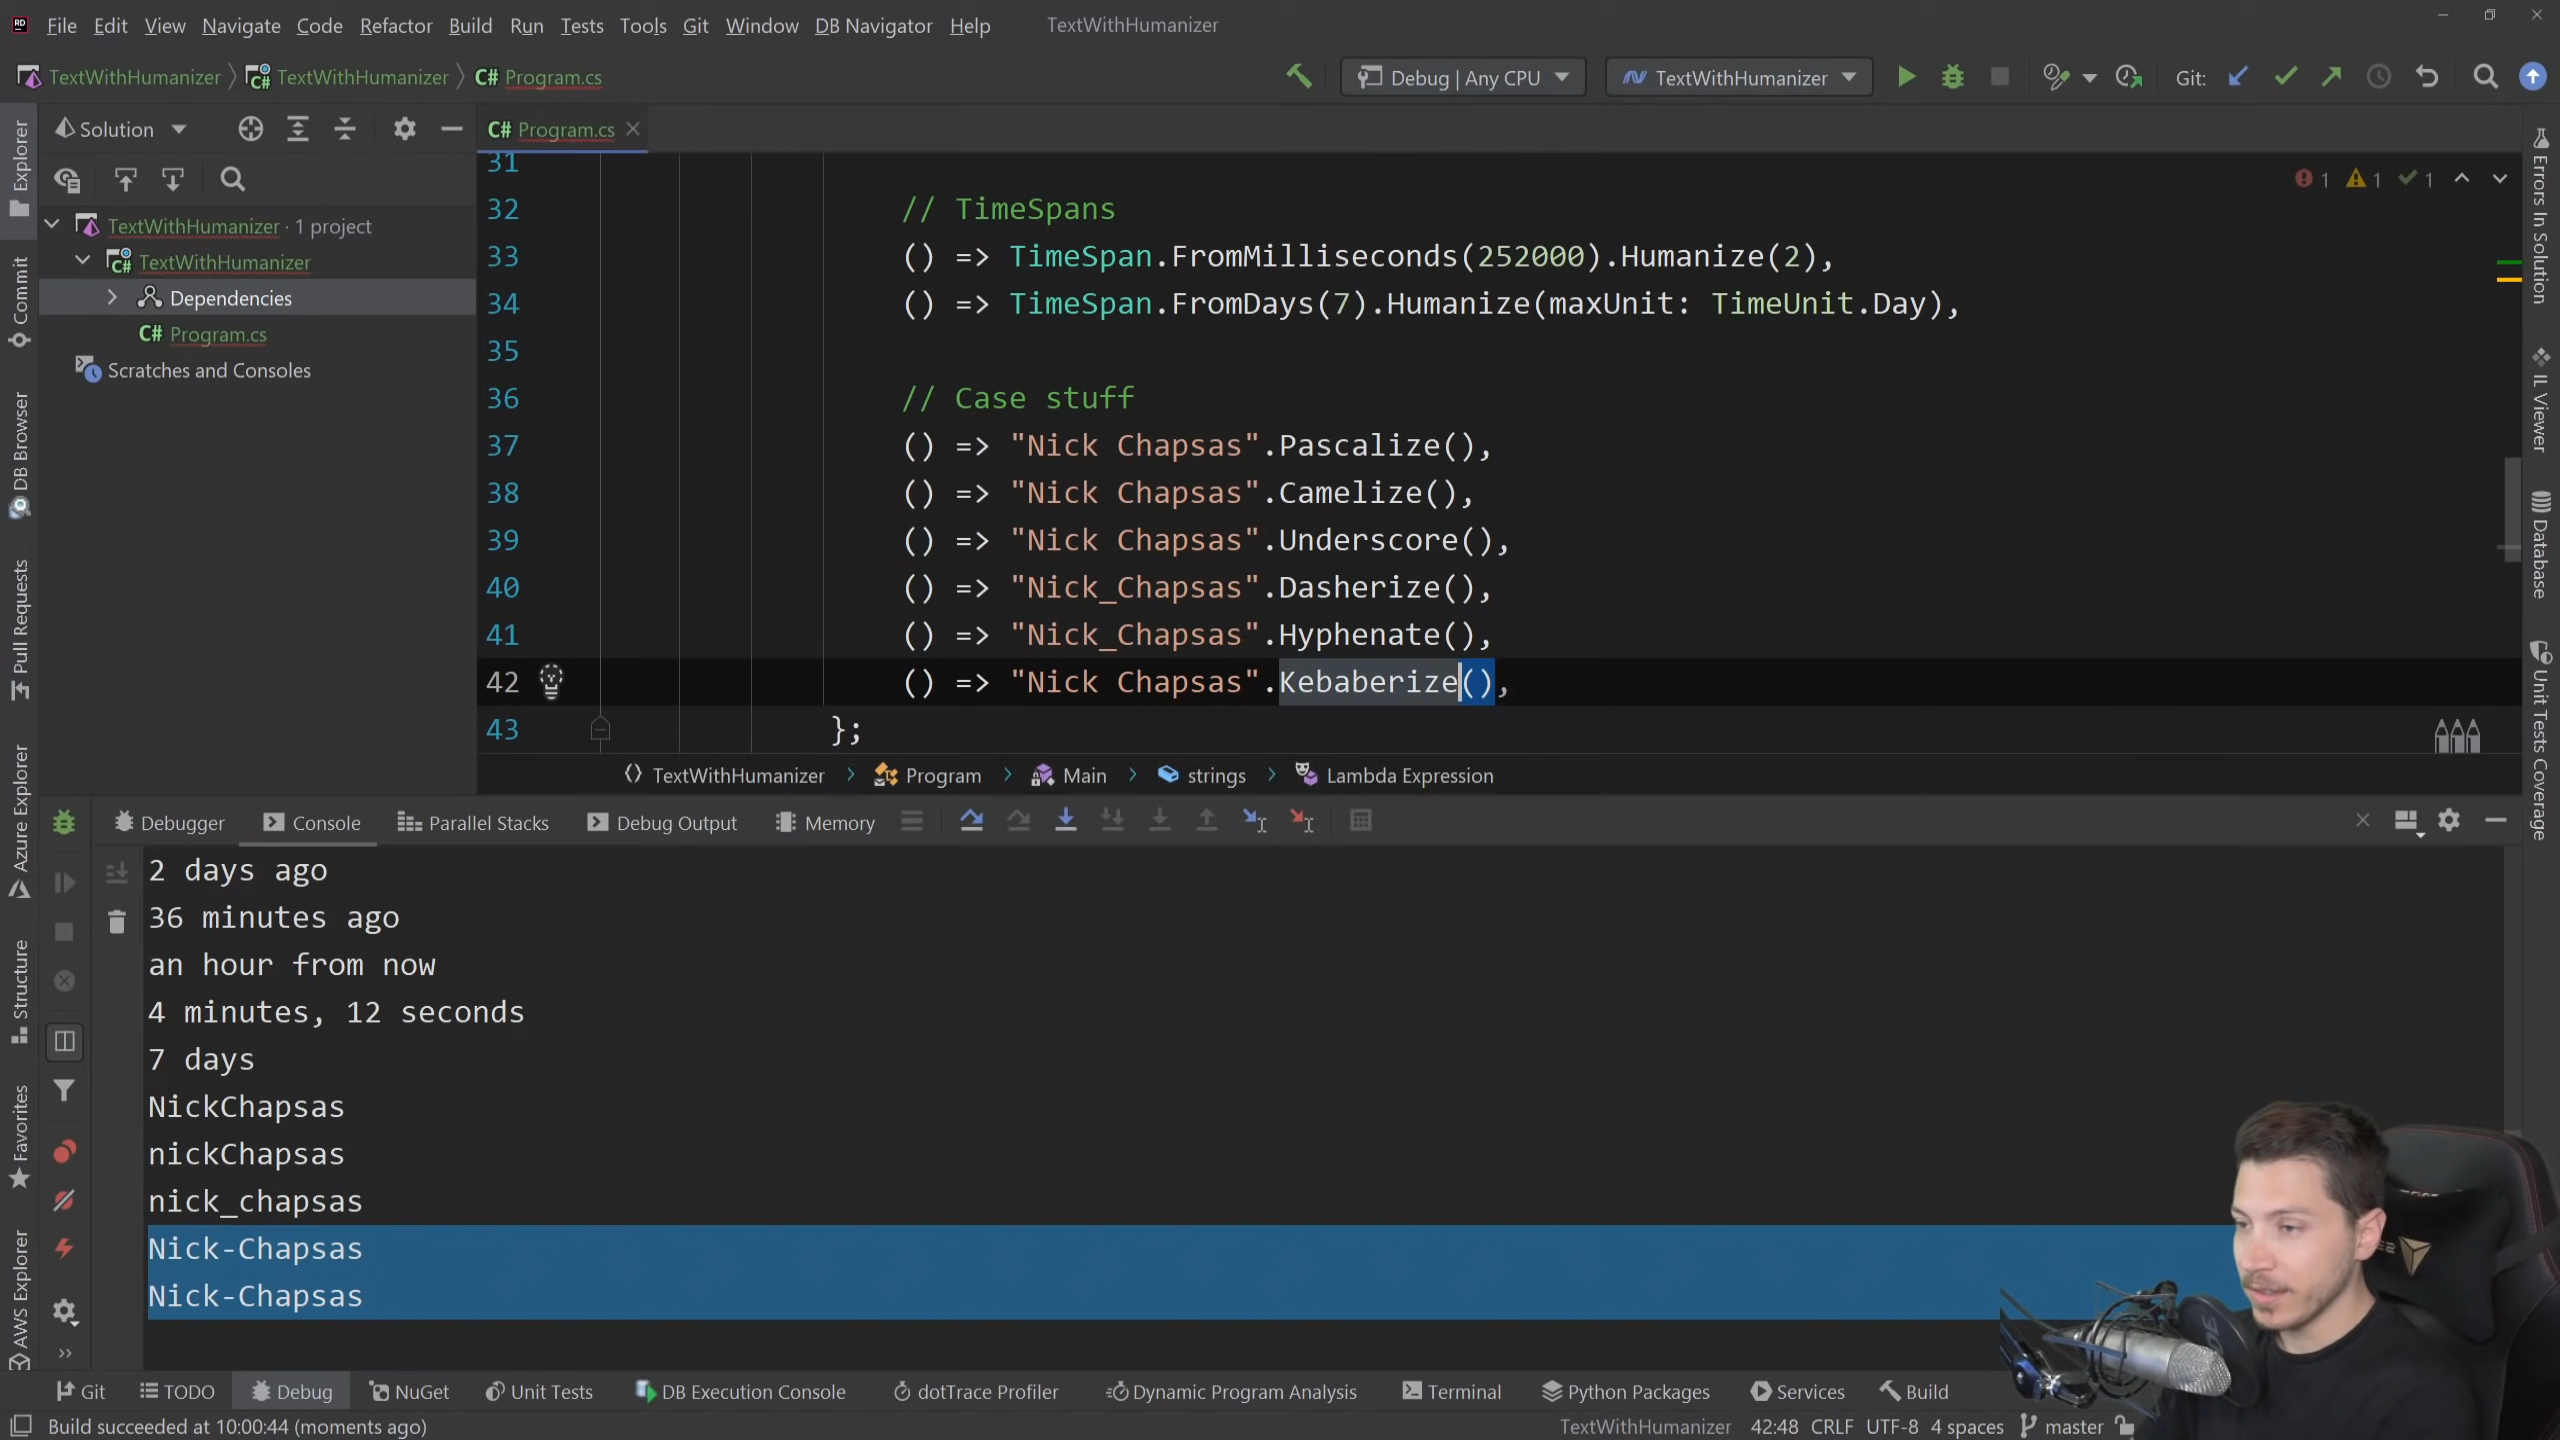 File Edit View Navigate Code Refactor Build Run Tests Tools Git Window DB Navigator Help TextWithHumanizer
TextWithHumanizer TextWithHumanizer C# Program.cs Debug | Any CPU TextWithHumanizer Git:
Explorer
Commit
DB Browser
Pull Requests
Azure Explorer
Structure
Favorites
AWS Explorer
Solution
TextWithHumanizer · 1 project
TextWithHumanizer
Dependencies
C# Program.cs
Scratches and Consoles
C# Program.cs
1 1 1
31
32 // TimeSpans
33 () => TimeSpan.FromMilliseconds(252000).Humanize(2),
34 () => TimeSpan.FromDays(7).Humanize(maxUnit: TimeUnit.Day),
35
36 // Case stuff
37 () => "Nick Chapsas".Pascalize(),
38 () => "Nick Chapsas".Camelize(),
39 () => "Nick Chapsas".Underscore(),
40 () => "Nick_Chapsas".Dasherize(),
41 () => "Nick_Chapsas".Hyphenate(),
42 () => "Nick Chapsas".Kebaberize(),
43 };
TextWithHumanizer Program Main strings Lambda Expression
Errors In Solution
IL Viewer
Database
Unit Tests Coverage
Debugger Console Parallel Stacks Debug Output Memory
2 days ago
36 minutes ago
an hour from now
4 minutes, 12 seconds
7 days
NickChapsas
nickChapsas
nick_chapsas
Nick-Chapsas
Nick-Chapsas
Git TODO Debug NuGet Unit Tests DB Execution Console dotTrace Profiler Dynamic Program Analysis Terminal Python Packages Services Build
Build succeeded at 10:00:44 (moments ago) TextWithHumanizer 42:48 CRLF UTF-8 4 spaces master